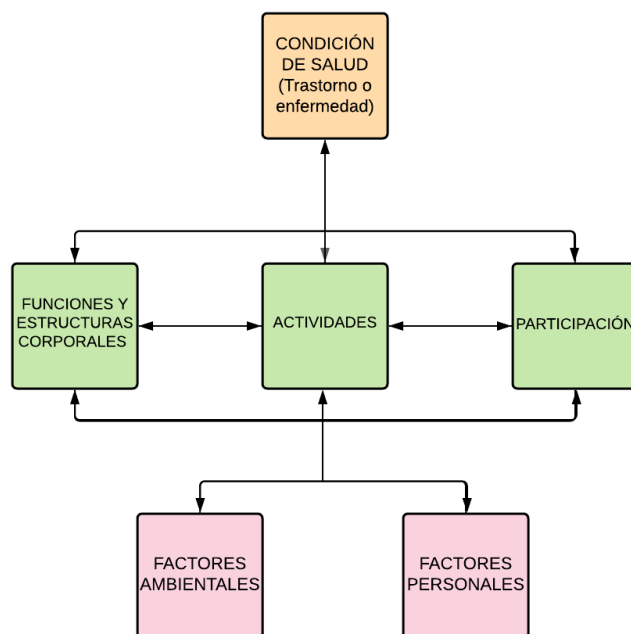 CONDICIÓN
DE SALUD
(Trastorno o
enfermedad)
FUNCIONES Y
ESTRUCTURAS
CORPORALES
ACTIVIDADES
PARTICIPACIÓN
FACTORES
AMBIENTALES
FACTORES
PERSONALES